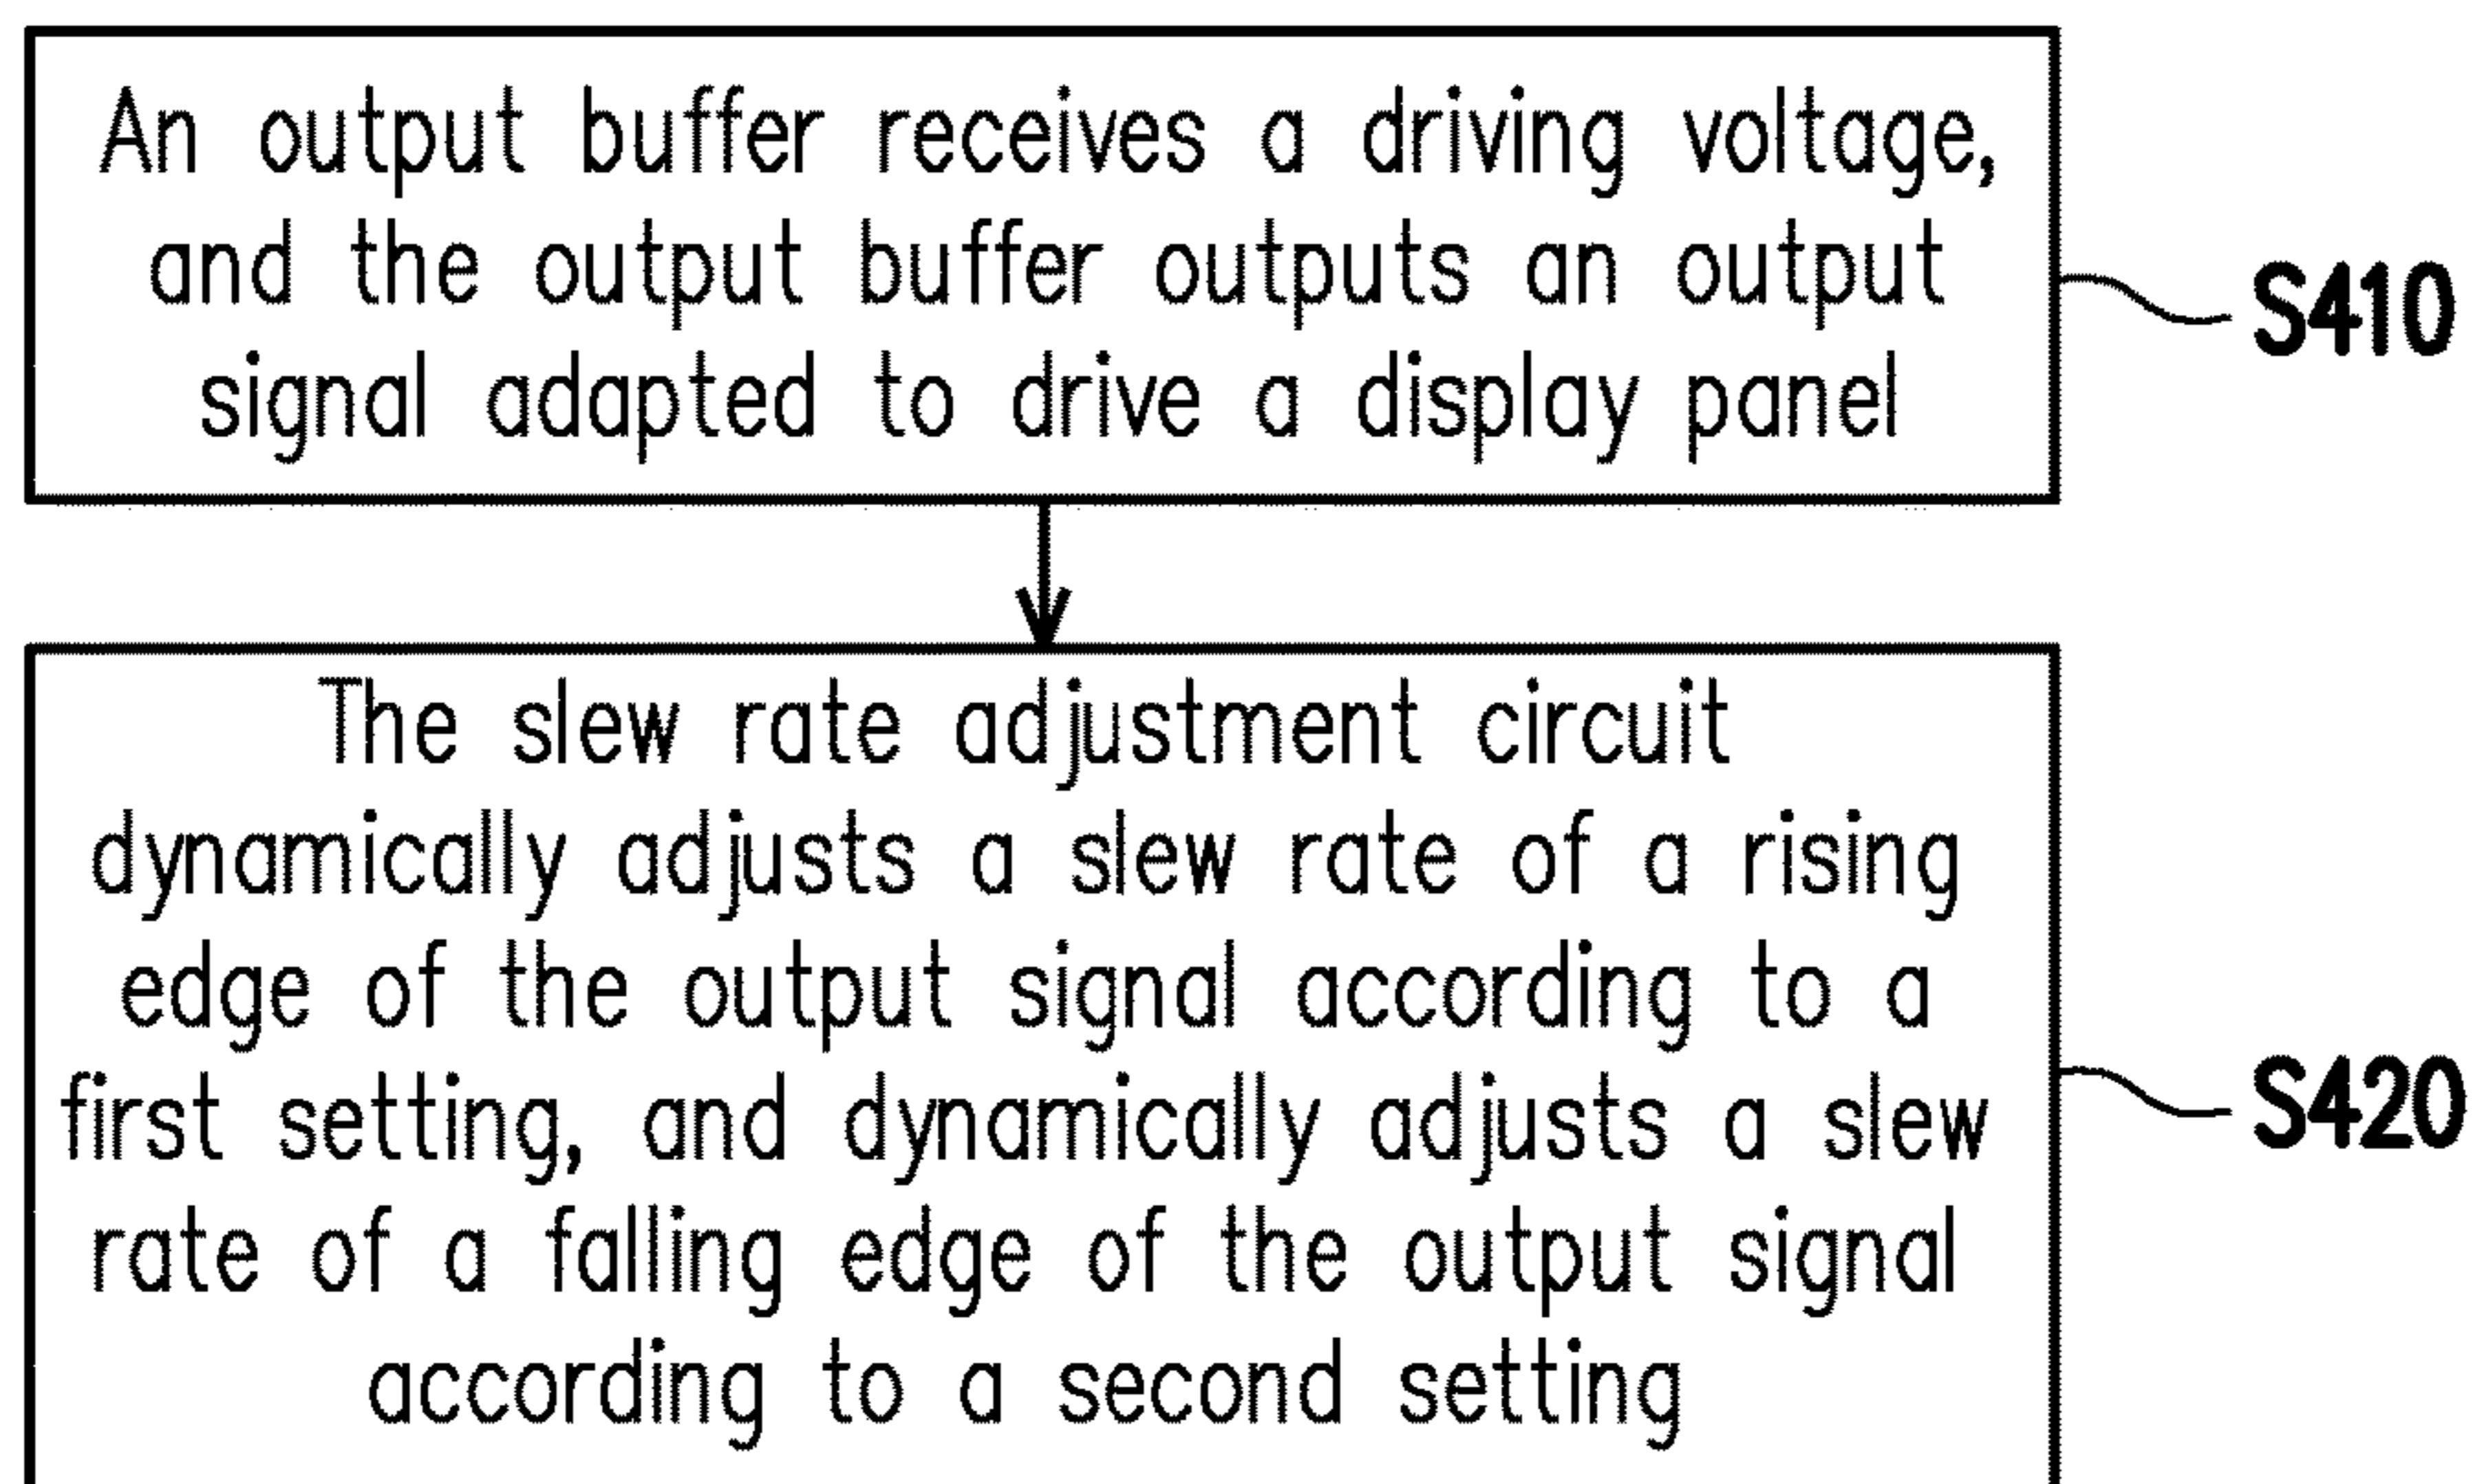 An output buffer receives a driving voltage,
and the output buffer outputs an output
signal adapted to drive a display panel
S410
The slew rate adjustment circuit
dynamically adjusts a slew rate of a rising
edge of the output signal according to a
first setting, and dynamically adjusts a slew
rate of a falling edge of the output signal
according to a second setting
S420